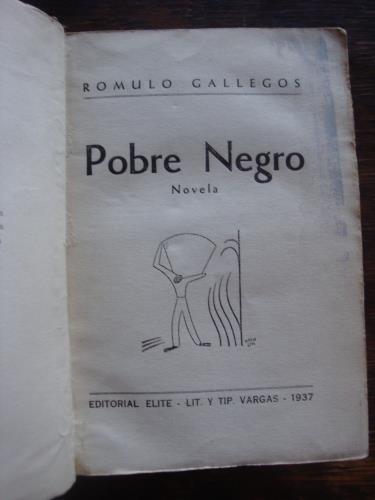 ROMULO GALLEGOS
Pobre Negro
Novela
EDITORIAL ELITE - LIT. Y TIP. VARGAS - 1937